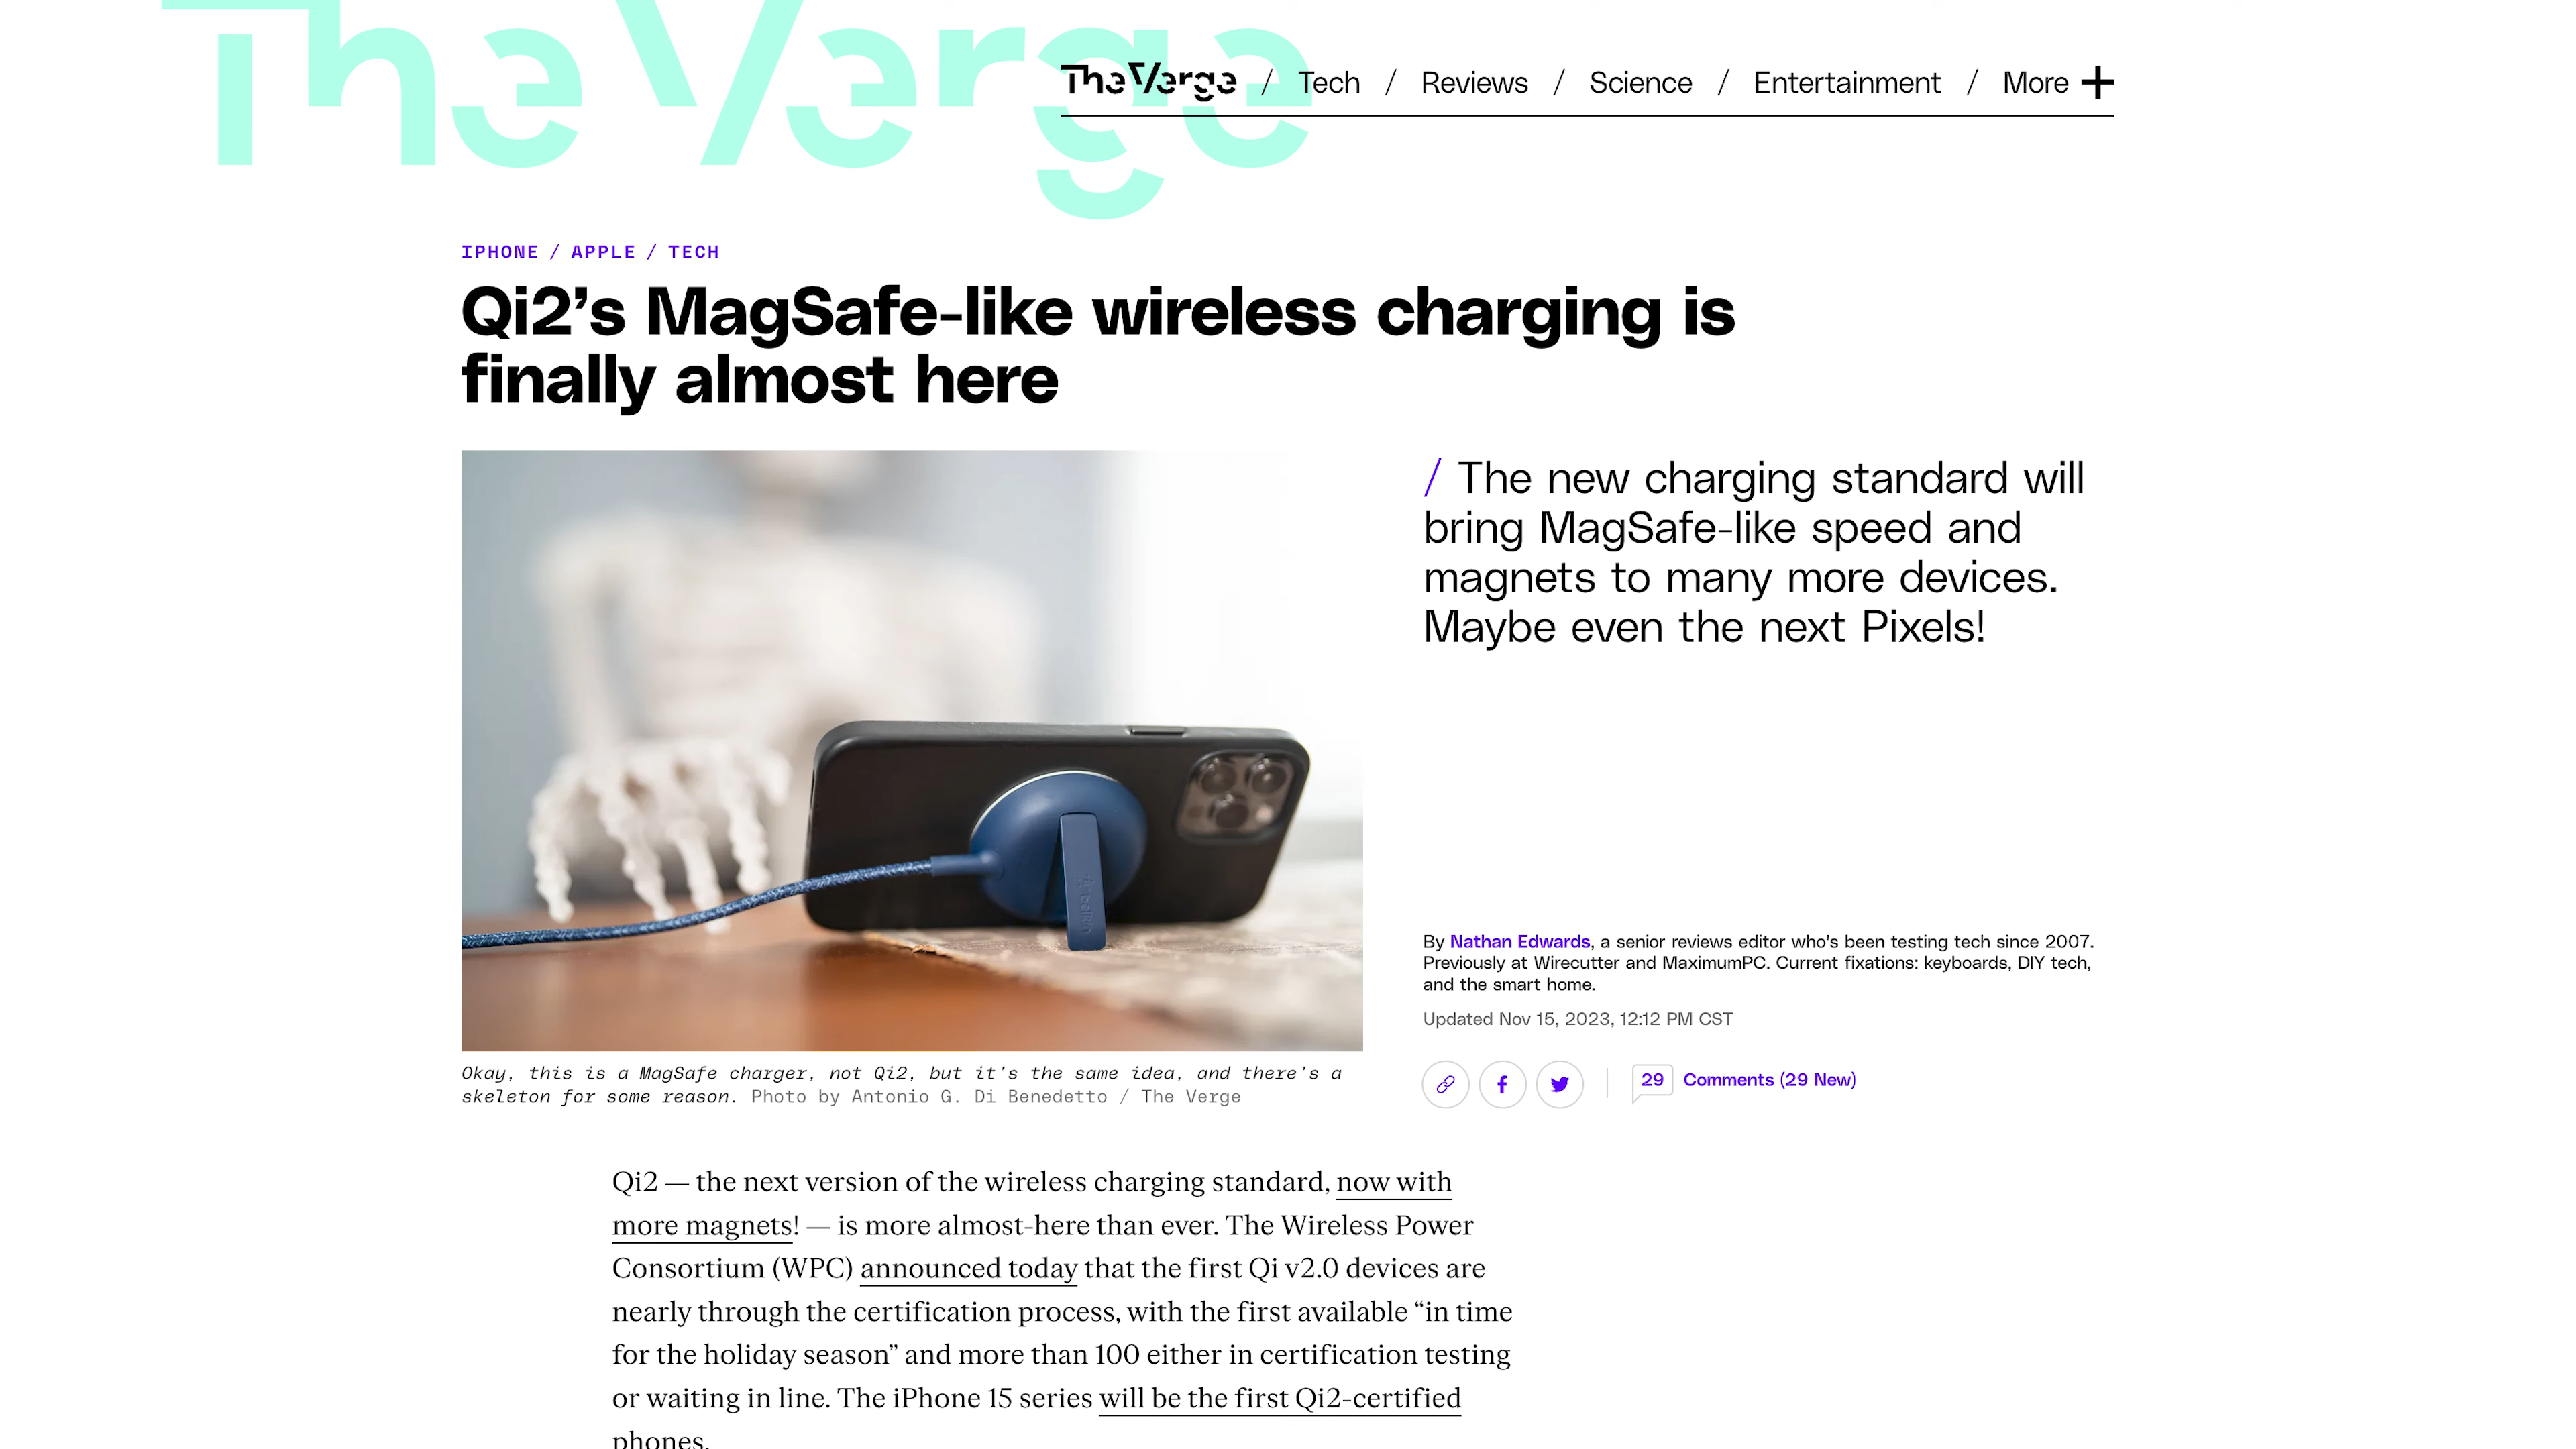 The Verge
The Verge / Tech / Reviews / Science / Entertainment / More
IPHONE / APPLE / TECH
Qi2’s MagSafe-like wireless charging is
finally almost here
/ The new charging standard will
bring MagSafe-like speed and
magnets to many more devices.
Maybe even the next Pixels!
belkin
By Nathan Edwards, a senior reviews editor who's been testing tech since 2007.
Previously at Wirecutter and MaximumPC. Current fixations: keyboards, DIY tech,
and the smart home.
Updated Nov 15, 2023, 12:12 PM CST
29 Comments (29 New)
Okay, this is a MagSafe charger, not Qi2, but it’s the same idea, and there’s a
skeleton for some reason. Photo by Antonio G. Di Benedetto / The Verge
Qi2 — the next version of the wireless charging standard, now with
more magnets! — is more almost-here than ever. The Wireless Power
Consortium (WPC) announced today that the first Qi v2.0 devices are
nearly through the certification process, with the first available “in time
for the holiday season” and more than 100 either in certification testing
or waiting in line. The iPhone 15 series will be the first Qi2-certified
phones.